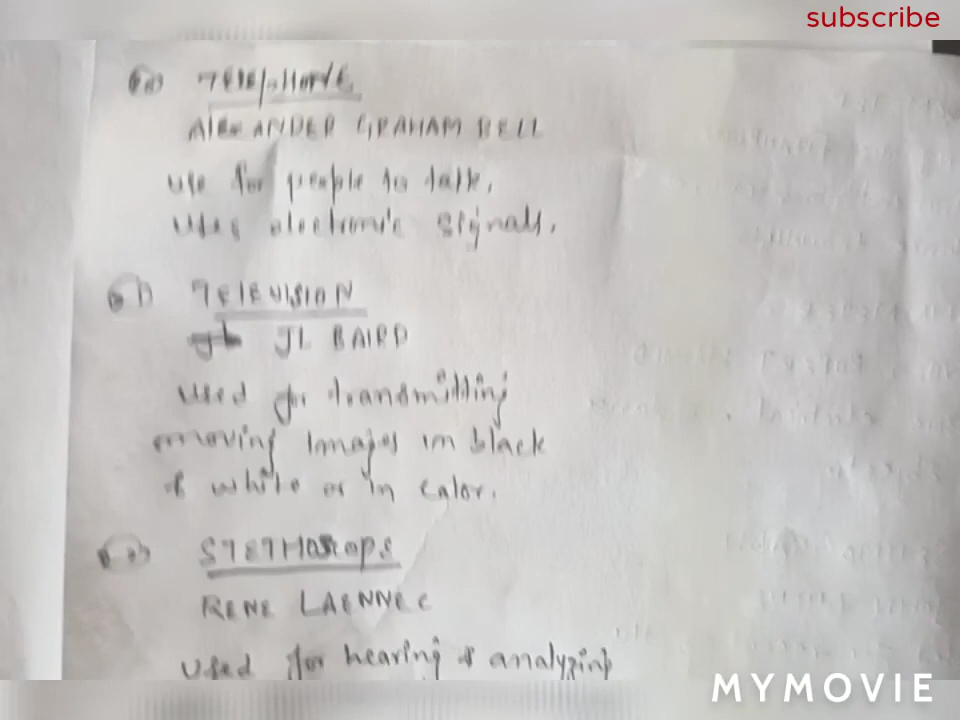 subscribe
TELEPHONE
ALEXANDER GRAHAM BELL
Use for people to talk,
Uses electronic signals.
TELEVISION
JL BAIRD
Used for transmitting
moving images in black
& white or in color.
STETHOSCOPE
RENE LAENNEC
Used for hearing & analyzing
MYMOVIE